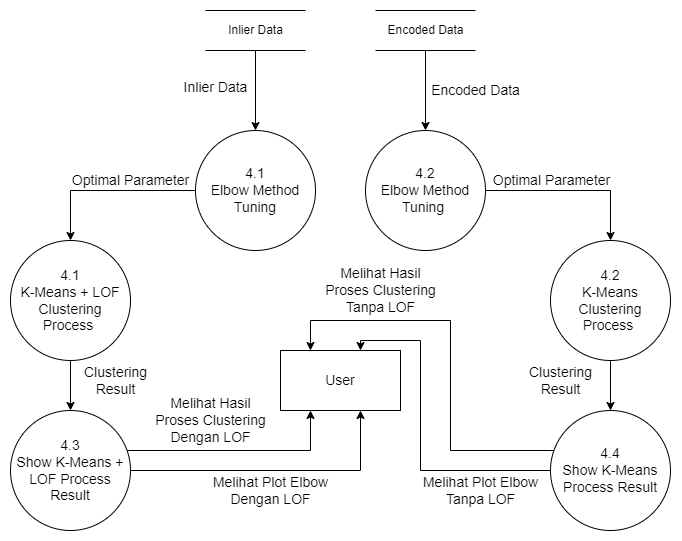 Inlier Data
Encoded Data
Inlier Data
Encoded Data
4.1
Elbow Method
Tuning
4.2
Elbow Method
Tuning
Optimal Parameter
Optimal Parameter
4.1
K-Means + LOF
Clustering
Process
Melihat Hasil
Proses Clustering
Tanpa LOF
4.2
K-Means
Clustering
Process
Clustering
Result
User
Clustering
Result
Melihat Hasil
Proses Clustering
Dengan LOF
4.3
Show K-Means +
LOF Process
Result
Melihat Plot Elbow
Dengan LOF
Melihat Plot Elbow
Tanpa LOF
4.4
Show K-Means
Process Result